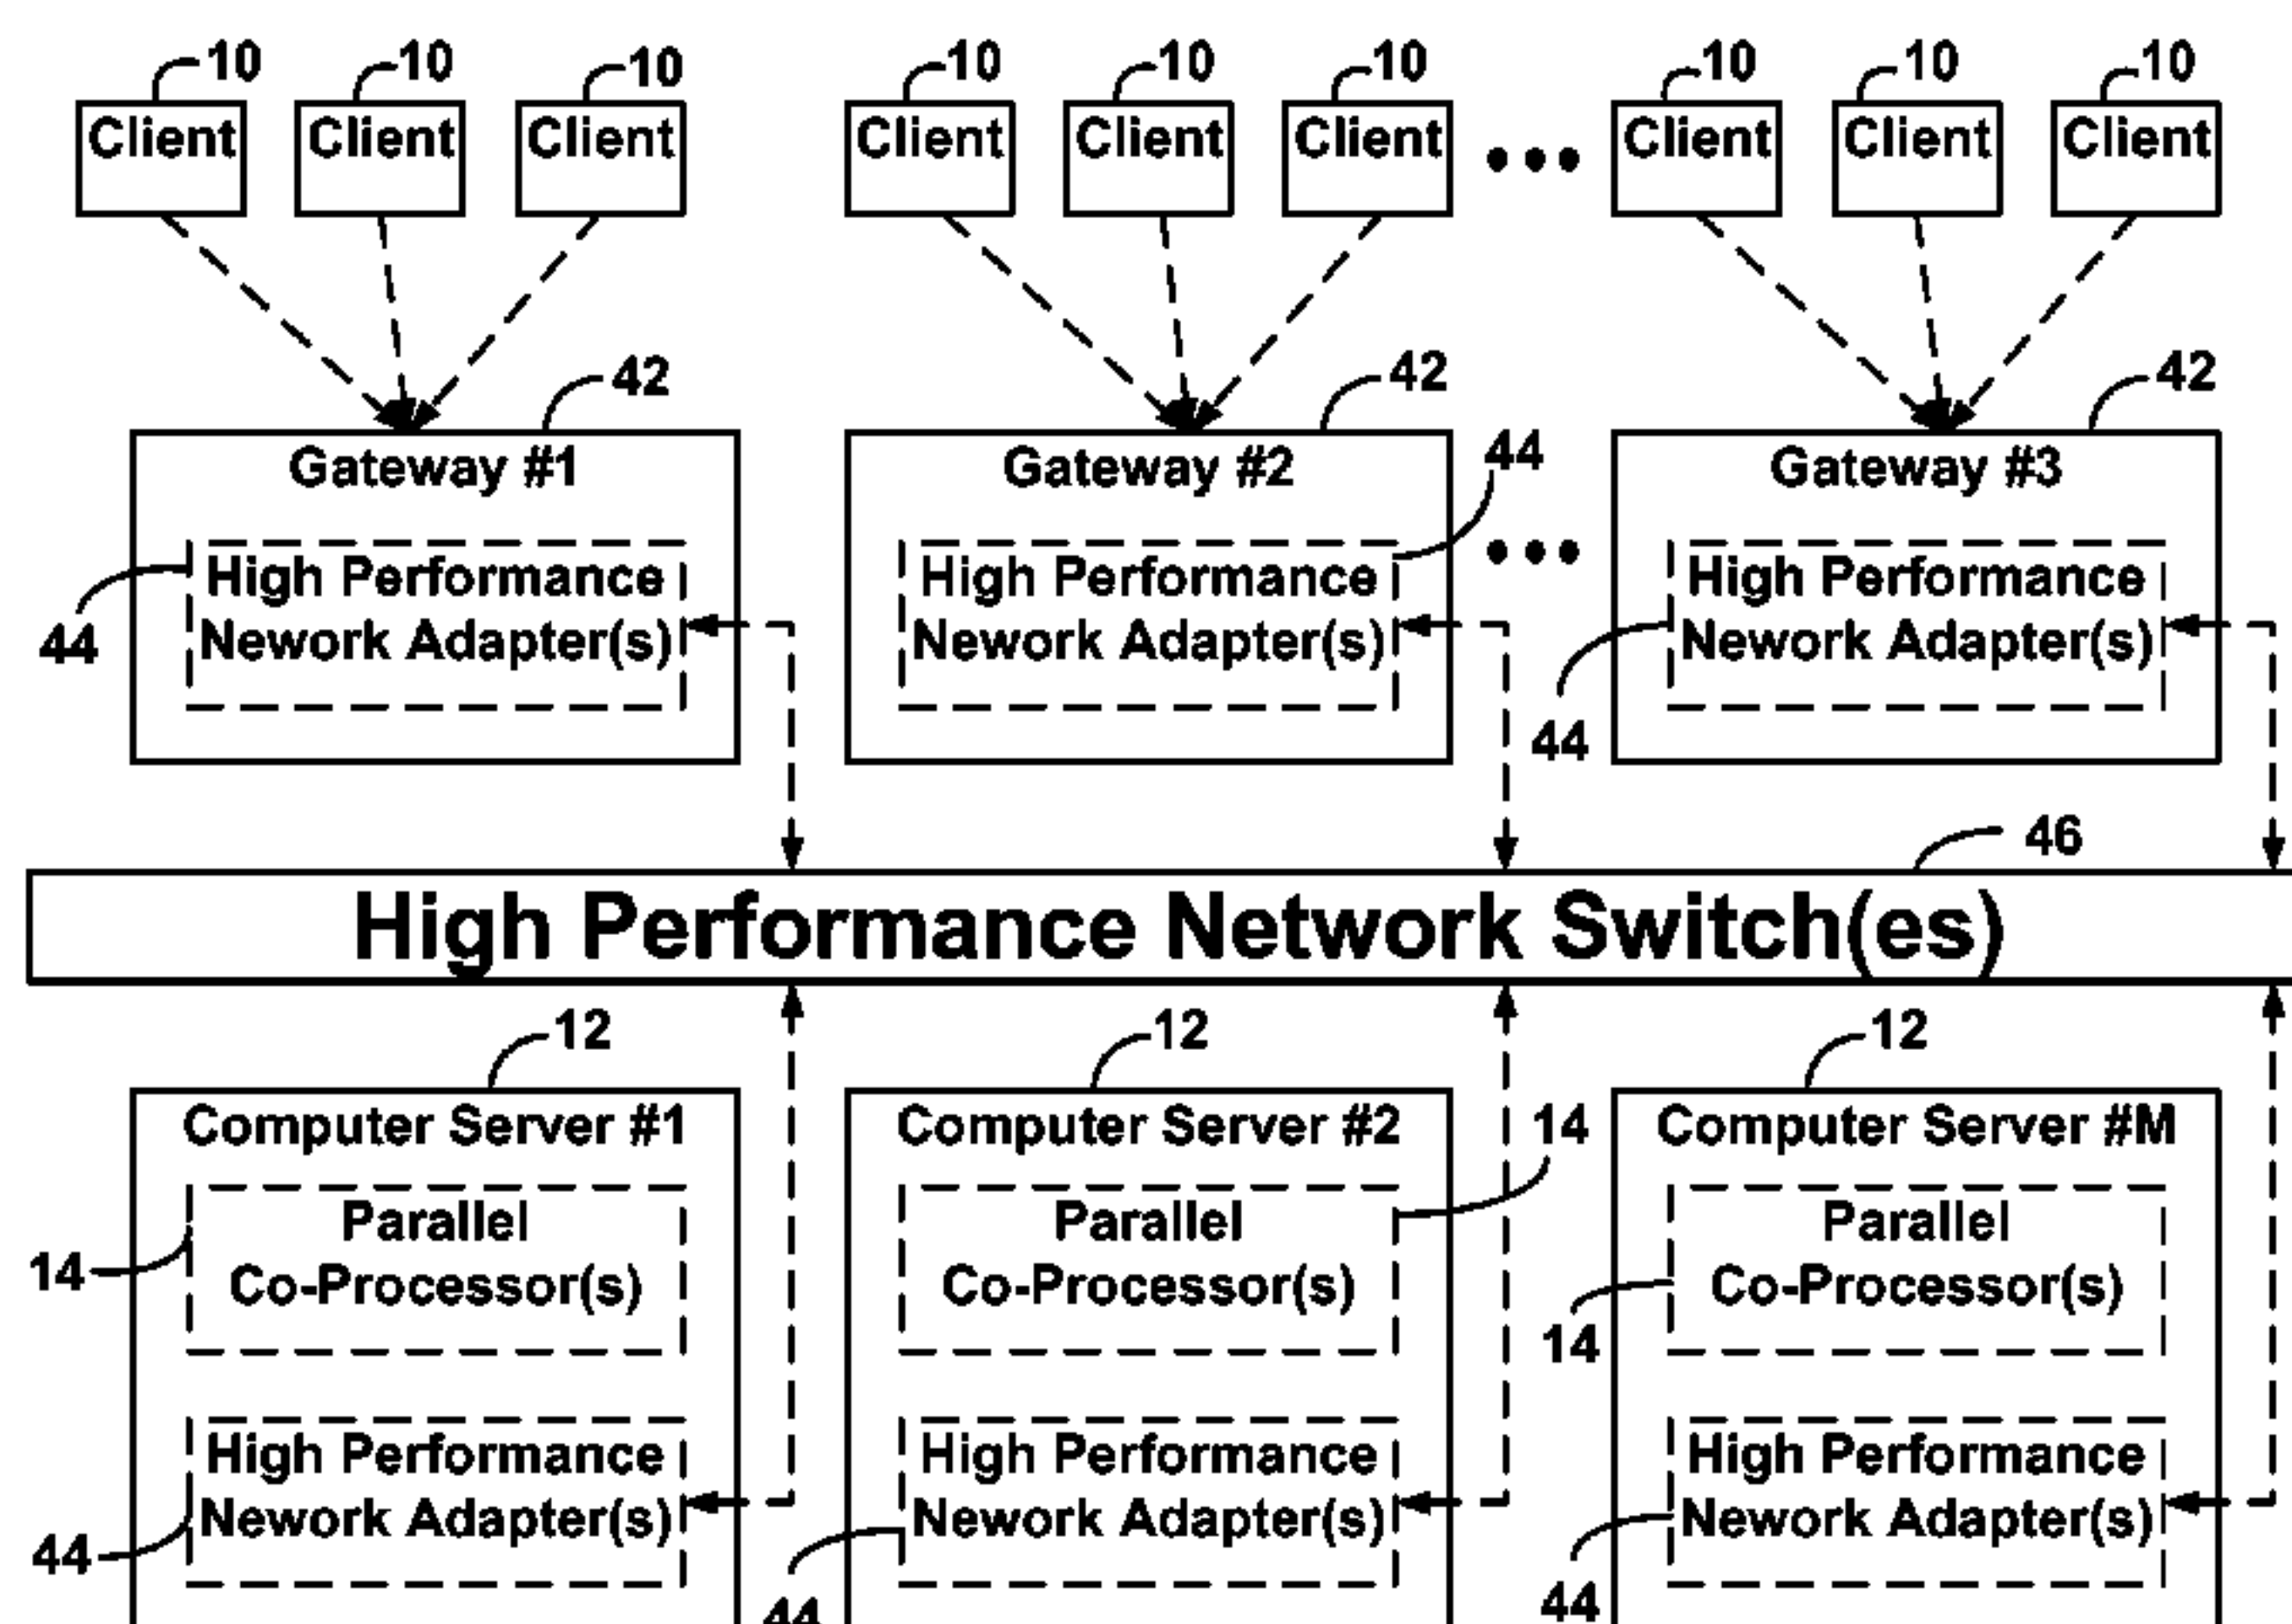 10 10 10 10 10 10 10 10 10
Client Client Client Client Client Client Client Client Client
42 42 42
Gateway #1 Gateway #2 44 Gateway #3
High Performance High Performance High Performance
44 Nework Adapter(s) Nework Adapter(s) Nework Adapter(s)
44
46
High Performance Network Switch(es)
12 12 12
Computer Server #1 Computer Server #2 14 Computer Server #M
Parallel Parallel Parallel
14 Co-Processor(s) Co-Processor(s) Co-Processor(s)
14
High Performance High Performance High Performance
Nework Adapter(s) Nework Adapter(s) Nework Adapter(s)
44 44 44